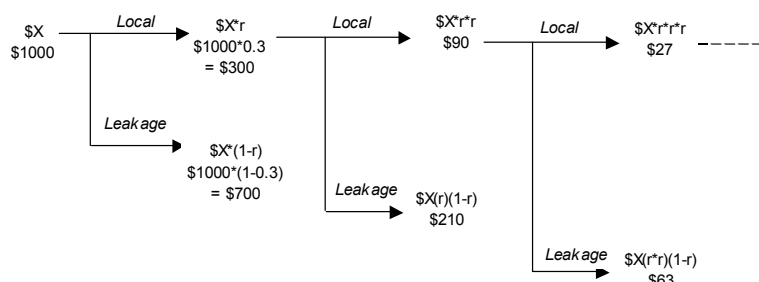 $X
$1000
Local
$X*r
$1000*0.3
= $300
Local
$X*r*r
$90
Local
$X*r*r*r
$27
Leakage
$X*(1-r)
$1000*(1-0.3)
= $700
Leakage
$X(r)(1-r)
$210
Leakage
$X(r*r)(1-r)
$63